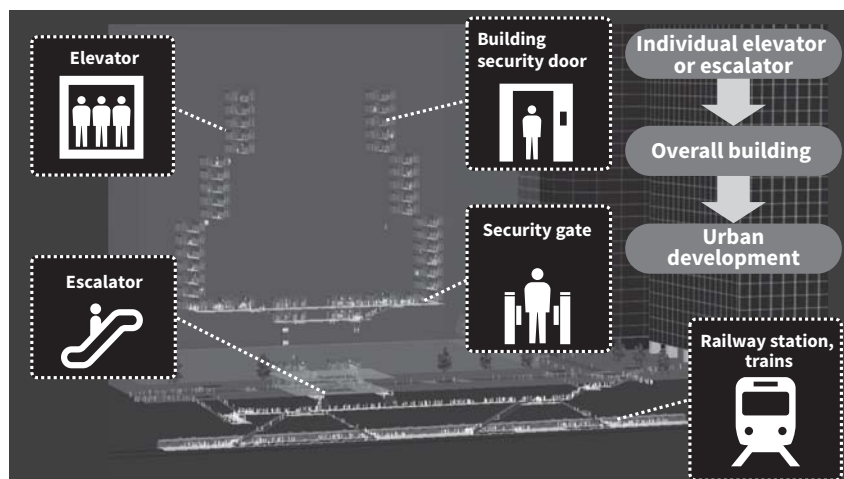 Elevator
Building
security door
Individual elevator
or escalator
Overall building
Security gate
Urban
development
Escalator
Railway station,
trains